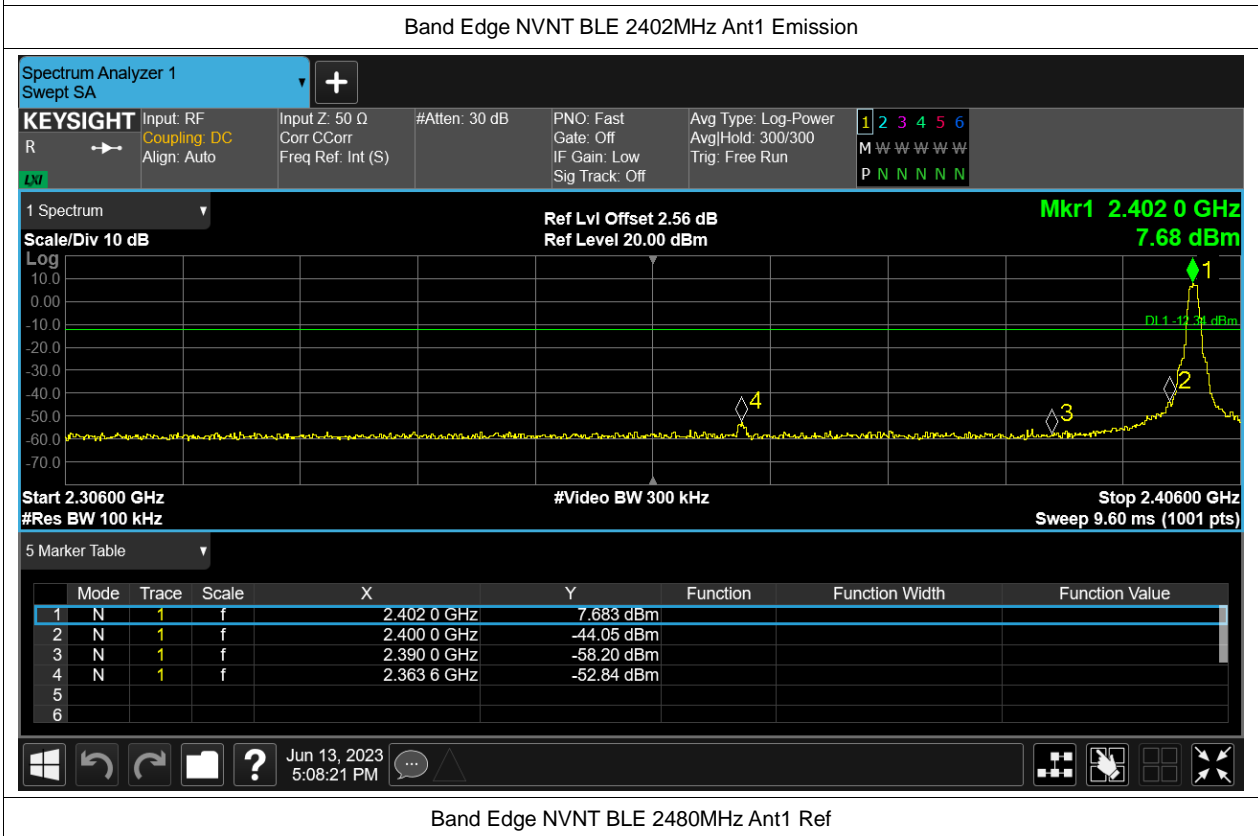 Band Edge NVNT BLE 2402MHz Ant1 Emission
Spectrum Analyzer 1
Swept SA
KEYSIGHT
R
LXI
Input: RF
Coupling: DC
Align: Auto
Input Z: 50 Ω
Corr CCorr
Freq Ref: Int (S)
#Atten: 30 dB
PNO: Fast
Gate: Off
IF Gain: Low
Sig Track: Off
Avg Type: Log-Power
Avg|Hold: 300/300
Trig: Free Run
1 2 3 4 5 6
M W W W W W
P N N N N N
1 Spectrum
Scale/Div 10 dB
Ref Lvl Offset 2.56 dB
Ref Level 20.00 dBm
Mkr1 2.402 0 GHz
7.68 dBm
Log
10.0
0.00
-10.0
-20.0
-30.0
-40.0
-50.0
-60.0
-70.0
1
DL1 -12.34 dBm
2
4
3
Start 2.30600 GHz
#Res BW 100 kHz
#Video BW 300 kHz
Stop 2.40600 GHz
Sweep 9.60 ms (1001 pts)
5 Marker Table
Mode Trace Scale X Y Function Function Width Function Value
1 N 1 f 2.402 0 GHz 7.683 dBm
2 N 1 f 2.400 0 GHz -44.05 dBm
3 N 1 f 2.390 0 GHz -58.20 dBm
4 N 1 f 2.363 6 GHz -52.84 dBm
5
6
?
Jun 13, 2023
5:08:21 PM
Band Edge NVNT BLE 2480MHz Ant1 Ref